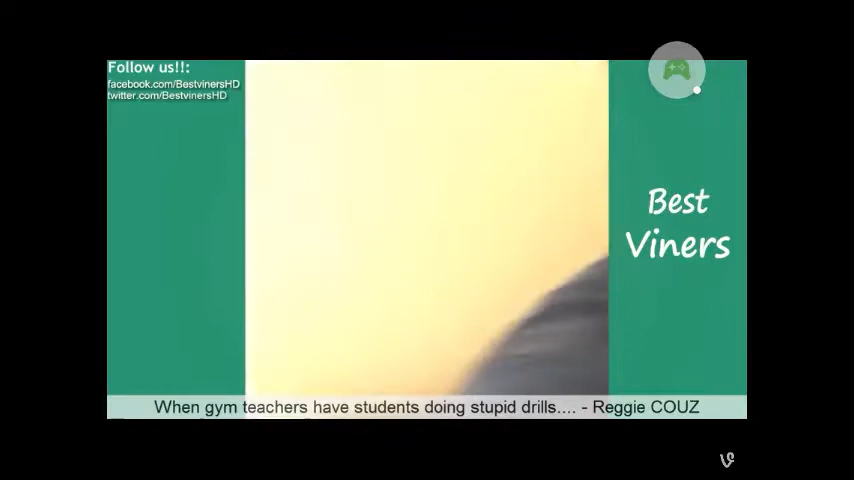 Follow us!!:
facebook.com/BestvinersHD
twitter.com/BestvinersHD
Best
Viners
When gym teachers have students doing stupid drills.... - Reggie COUZ